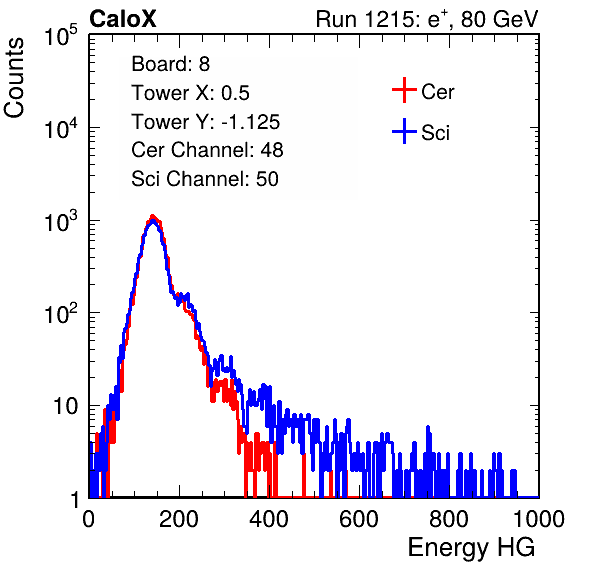 CaloX Run 1215: e⁺, 80 GeV
Counts
Board: 8
Tower X: 0.5
Tower Y: -1.125
Cer Channel: 48
Sci Channel: 50
Cer
Sci
10⁵
10⁴
10³
10²
10
1
0 200 400 600 800 1000
Energy HG